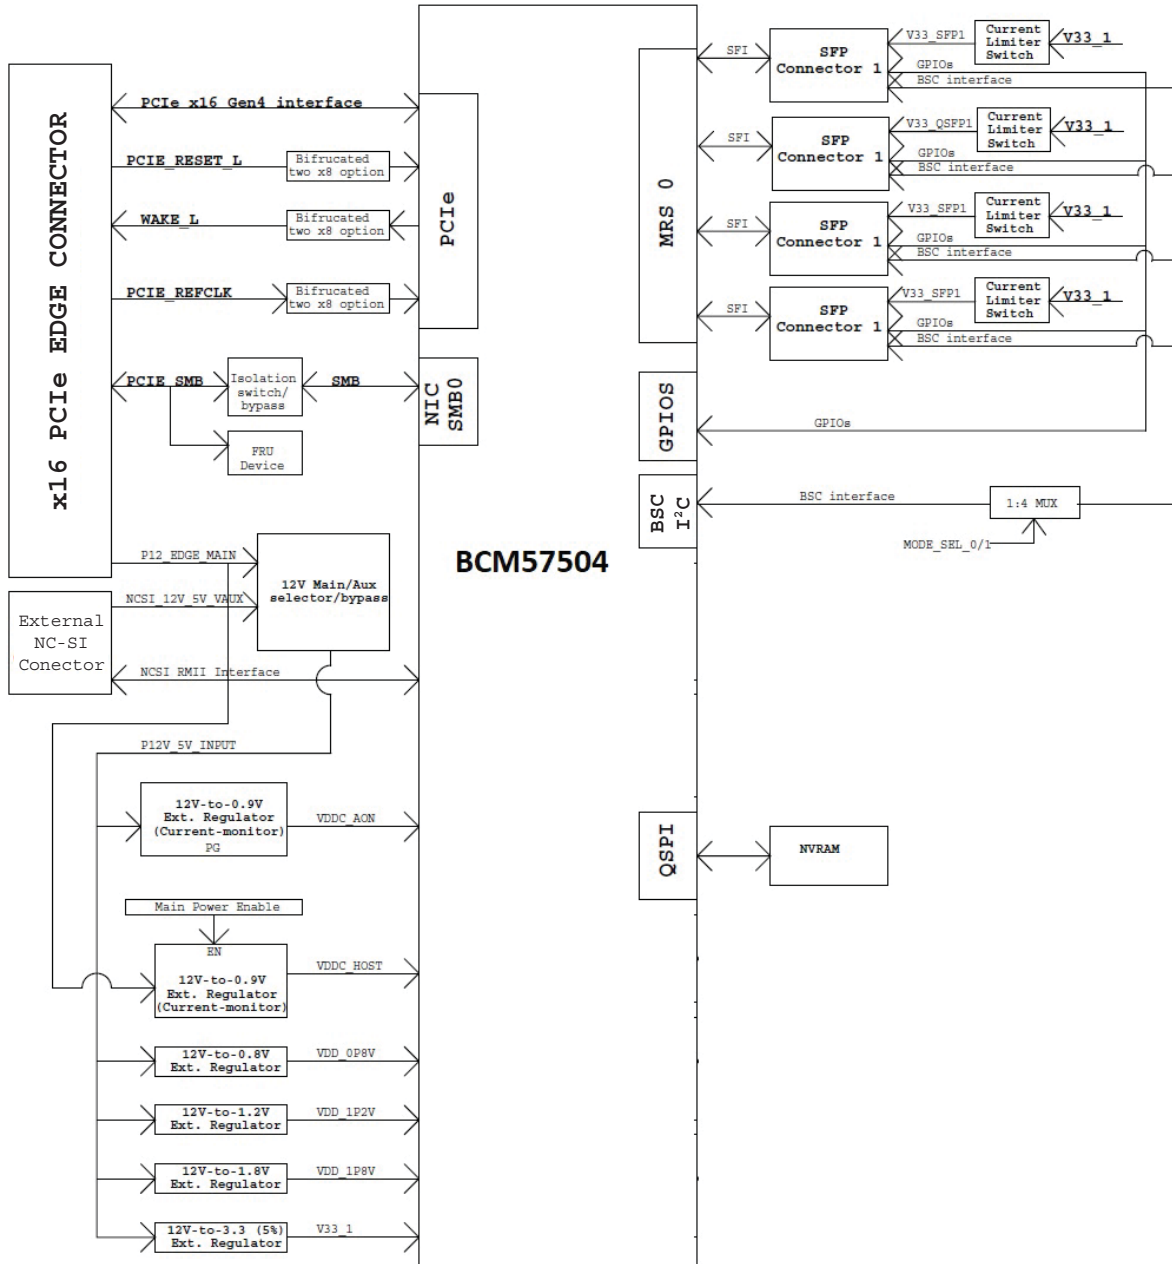 x16 PCIe EDGE CONNECTOR
PCIe x16 Gen4 interface
PCIE_RESET_L
Bifrucated
two x8 option
WAKE_L
Bifrucated
two x8 option
PCIE_REFCLK
Bifrucated
two x8 option
PCIe
PCIE_SMB
Isolation
switch/
bypass
SMB
NIC
SMB0
FRU
Device
P12_EDGE_MAIN
12V Main/Aux
selector/bypass
NCSI_12V_5V_VAUX
External
NC-SI
Conector
NCSI RMII Interface
P12V_5V_INPUT
12V-to-0.9V
Ext. Regulator
(Current-monitor)
PG
VDDC_AON
Main Power Enable
EN
12V-to-0.9V
Ext. Regulator
(Current-monitor)
VDDC_HOST
12V-to-0.8V
Ext. Regulator
VDD_0P8V
12V-to-1.2V
Ext. Regulator
VDD_1P2V
12V-to-1.8V
Ext. Regulator
VDD_1P8V
12V-to-3.3 (5%)
Ext. Regulator
V33_1
BCM57504
MRS 0
SFI
SFP
Connector 1
V33_SFP1
Current
Limiter
Switch
V33_1
GPIOs
BSC interface
SFI
SFP
Connector 1
V33_QSFP1
Current
Limiter
Switch
V33_1
GPIOs
BSC interface
SFI
SFP
Connector 1
V33_SFP1
Current
Limiter
Switch
V33_1
GPIOs
BSC interface
SFI
SFP
Connector 1
V33_SFP1
Current
Limiter
Switch
V33_1
GPIOs
BSC interface
GPIOS
GPIOs
BSC
I²C
BSC interface
1:4 MUX
MODE_SEL_0/1
QSPI
NVRAM